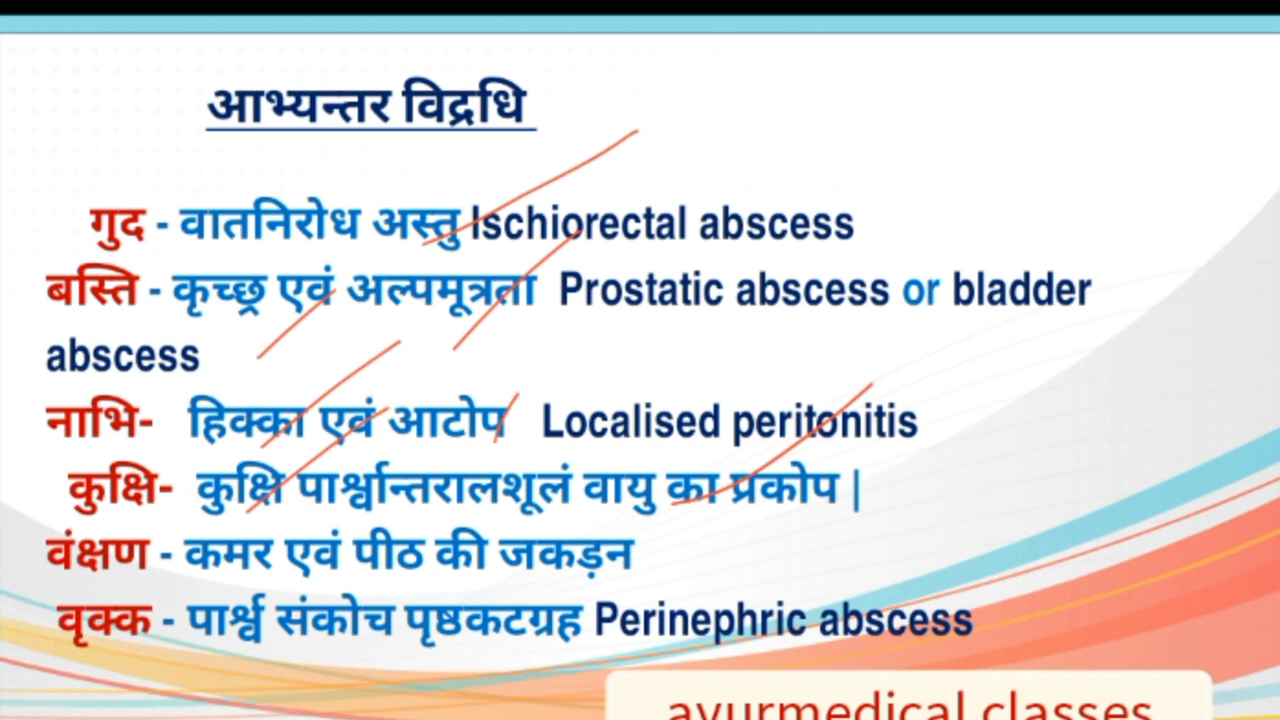 आभ्यन्तर विद्रधि
गुद - वातनिरोध अस्तु Ischiorectal abscess
बस्ति - कृच्छ्र एवं अल्पमूत्रता Prostatic abscess or bladder
abscess
नाभि- हिक्का एवं आटोप Localised peritonitis
कुक्षि- कुक्षि पार्श्वान्तरालशूलं वायु का प्रकोप |
वंक्षण - कमर एवं पीठ की जकड़न
वृक्क - पार्श्व संकोच पृष्ठकटग्रह Perinephric abscess
ayurmedical classes